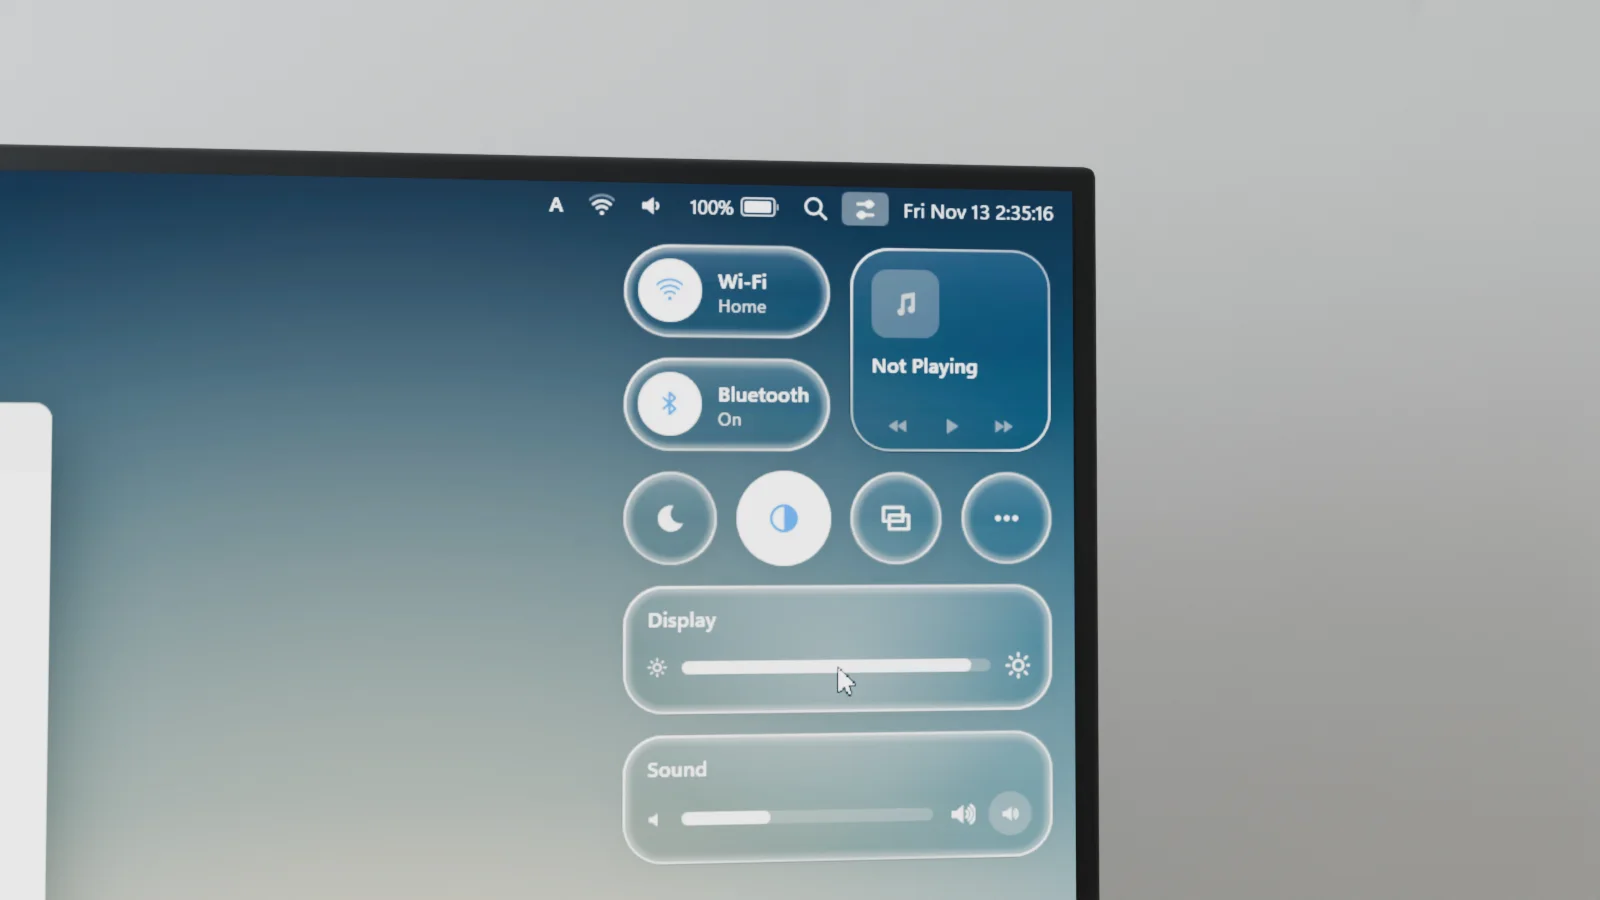 A 100% Fri Nov 13 2:35:16
Wi-Fi
Home
Not Playing
Bluetooth
On
Display
Sound